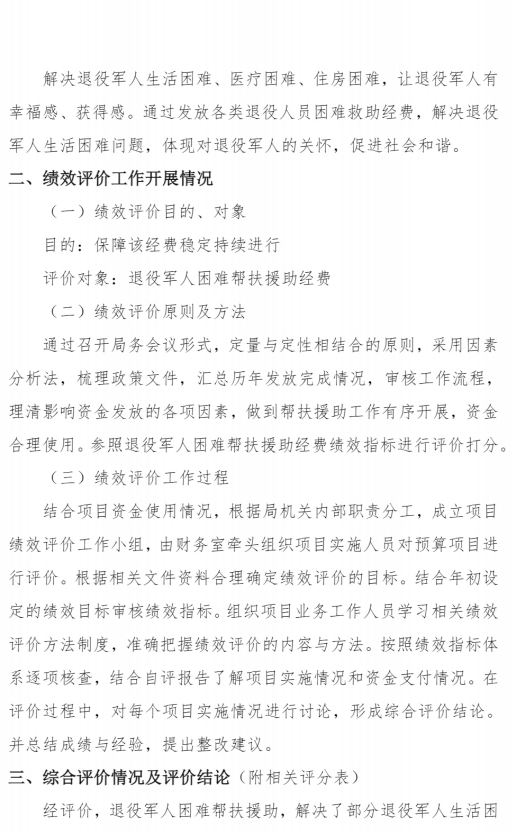 解决退役军人生活困难、医疗困难、住房困难，让退役军人有
幸福感、获得感。通过发放各类退役人员困难救助经费，解决退役
军人生活困难问题，体现对退役军人的关怀，促进社会和谐。
二、绩效评价工作开展情况
（一）绩效评价目的、对象
目的：保障该经费稳定持续进行
评价对象：退役军人困难帮扶援助经费
（二）绩效评价原则及方法
通过召开局务会议形式，定量与定性相结合的原则，采用因素
分析法，梳理政策文件，汇总历年发放完成情况，审核工作流程，
理清影响资金发放的各项因素，做到帮扶援助工作有序开展，资金
合理使用。参照退役军人困难帮扶援助经费绩效指标进行评价打分。
（三）绩效评价工作过程
结合项目资金使用情况，根据局机关内部职责分工，成立项目
绩效评价工作小组，由财务室牵头组织项目实施人员对预算项目进
行评价。根据相关文件资料合理确定绩效评价的目标。结合年初设
定的绩效目标审核绩效指标。组织项目业务工作人员学习相关绩效
评价方法制度，准确把握绩效评价的内容与方法。按照绩效指标体
系逐项核查，结合自评报告了解项目实施情况和资金支付情况。在
评价过程中，对每个项目实施情况进行讨论，形成综合评价结论。
并总结成绩与经验，提出整改建议。
三、综合评价情况及评价结论（附相关评分表）
经评价，退役军人困难帮扶援助，解决了部分退役军人生活困